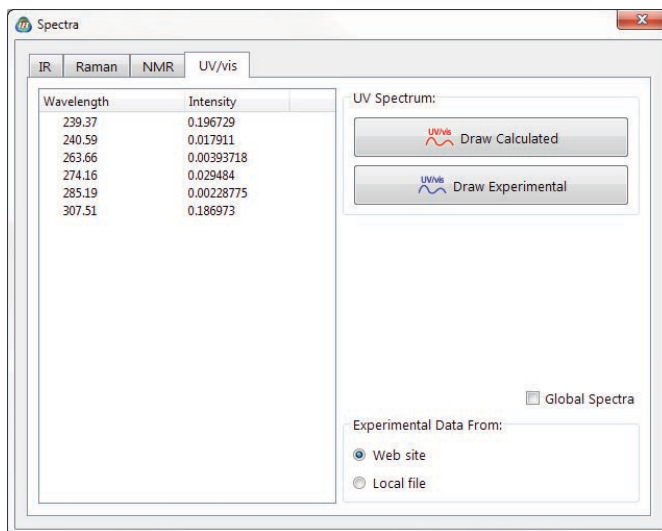 Spectra
IR Raman NMR UV/vis
Wavelength Intensity
239.37 0.196729
240.59 0.017911
263.66 0.00393718
274.16 0.029484
285.19 0.00228775
307.51 0.186973
UV Spectrum:
UV/vis Draw Calculated
UV/vis Draw Experimental
Global Spectra
Experimental Data From:
Web site
Local file